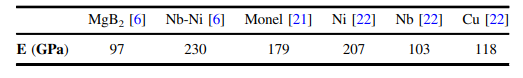 MgB₂ [6] Nb-Ni [6] Monel [21] Ni [22] Nb [22] Cu [22]
E (GPa) 97 230 179 207 103 118